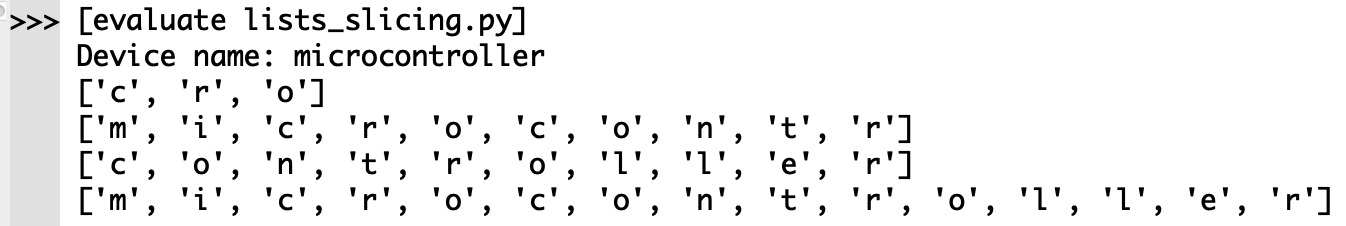 >>> [evaluate lists_slicing.py]
Device name: microcontroller
['c', 'r', 'o']
['m', 'i', 'c', 'r', 'o', 'c', 'o', 'n', 't', 'r']
['c', 'o', 'n', 't', 'r', 'o', 'l', 'l', 'e', 'r']
['m', 'i', 'c', 'r', 'o', 'c', 'o', 'n', 't', 'r', 'o', 'l', 'l', 'e', 'r']